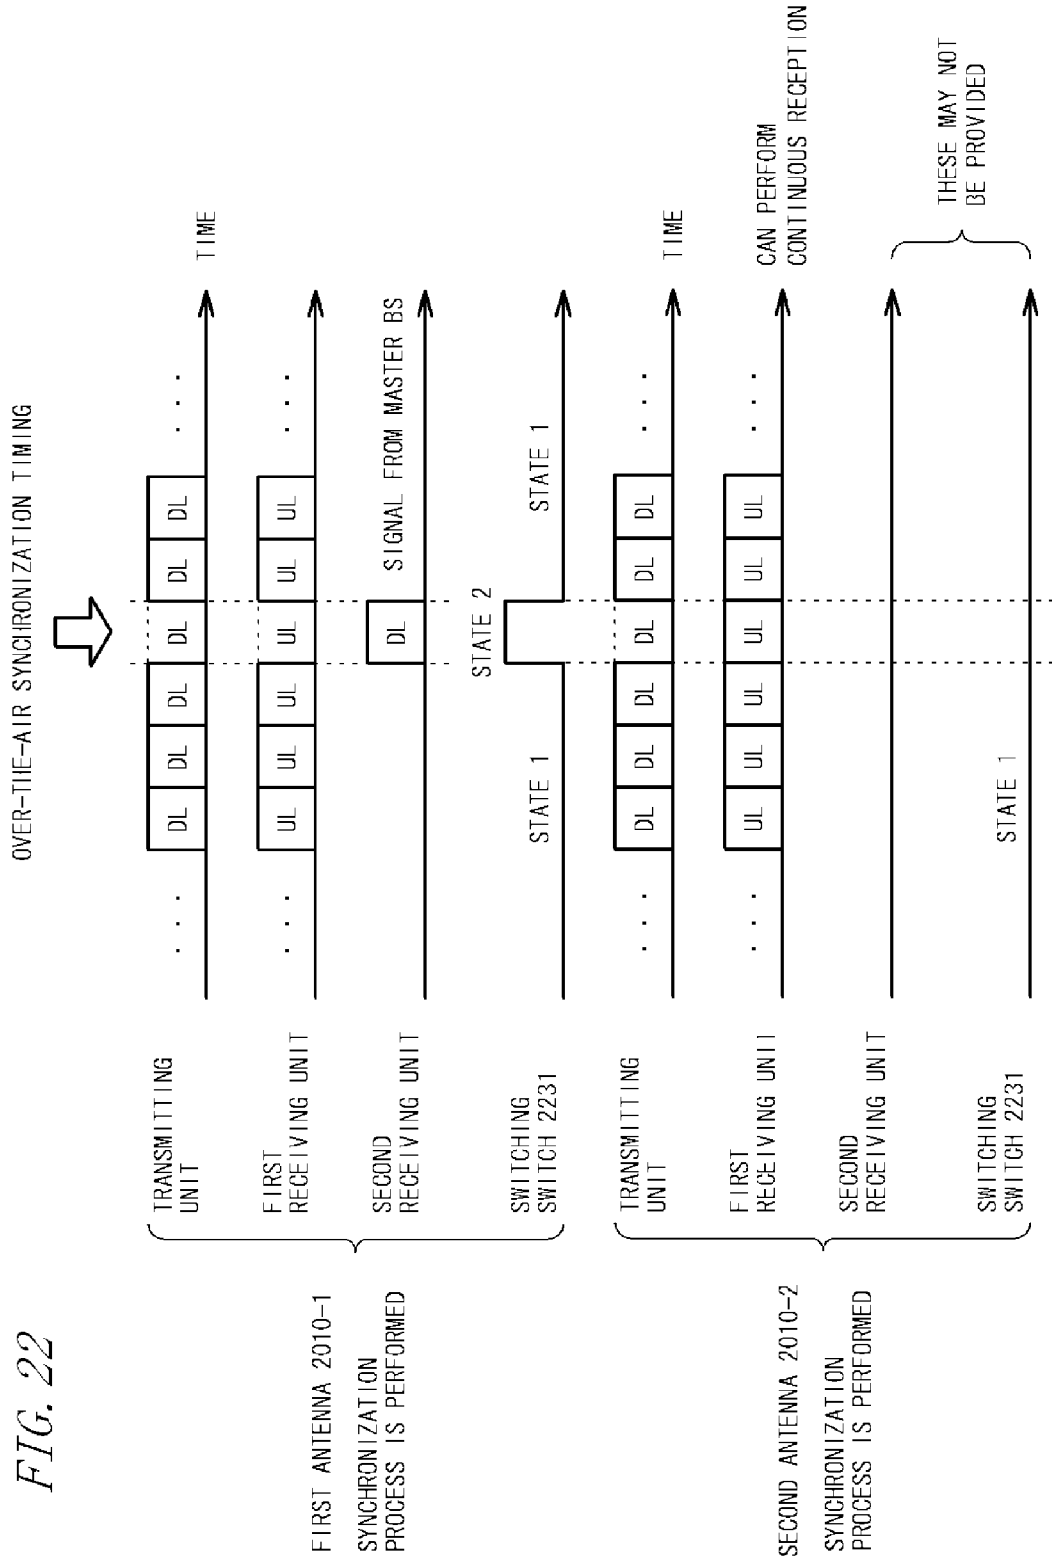 FIG. 22
OVER-THE-AIR SYNCHRONIZATION TIMING
FIRST ANTENNA 2010-1
SYNCHRONIZATION
PROCESS IS PERFORMED
TRANSMITTING
UNIT
... DL DL DL DL DL DL ...
TIME
FIRST
RECEIVING UNIT
... UL UL UL UL UL UL ...
SECOND
RECEIVING UNIT
DL
SIGNAL FROM MASTER BS
SWITCHING
SWITCH 2231
STATE 1
STATE 2
STATE 1
SECOND ANTENNA 2010-2
SYNCHRONIZATION
PROCESS IS PERFORMED
TRANSMITTING
UNIT
... DL DL DL DL DL DL ...
TIME
FIRST
RECEIVING UNIT
... UL UL UL UL UL UL ...
CAN PERFORM
CONTINUOUS RECEPTION
SECOND
RECEIVING UNIT
SWITCHING
SWITCH 2231
STATE 1
THESE MAY NOT
BE PROVIDED